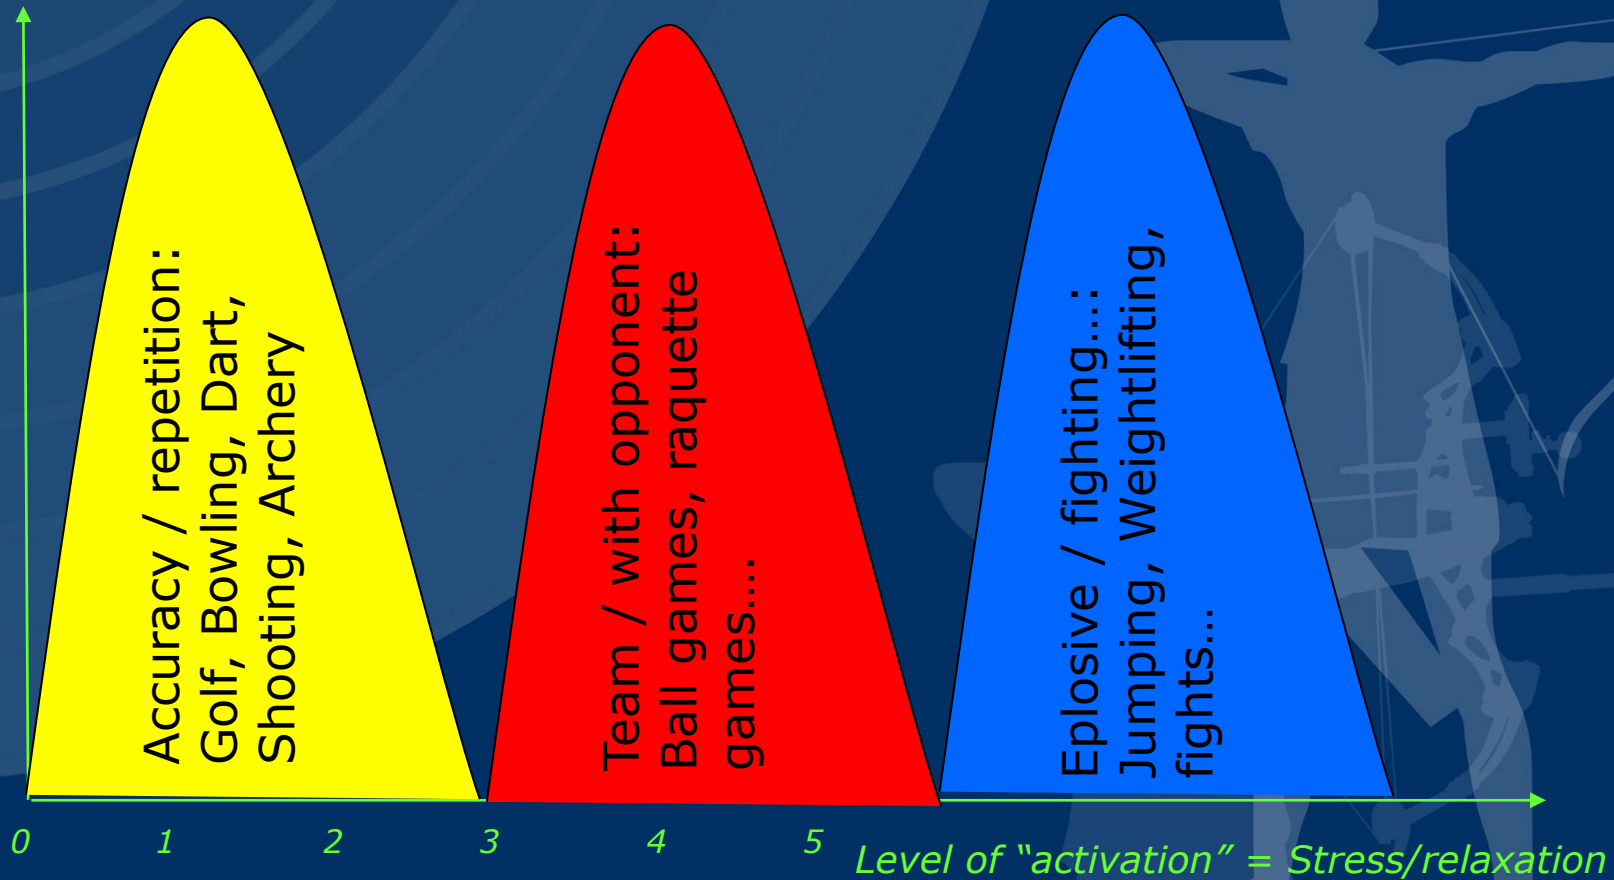 Accuracy / repetition:
Golf, Bowling, Dart,
Shooting, Archery
Team / with opponent:
Ball games, raquette
games….
Eplosive / fighting…:
Jumping, Weightlifting,
fights…
0 1 2 3 4 5
Level of “activation” = Stress/relaxation